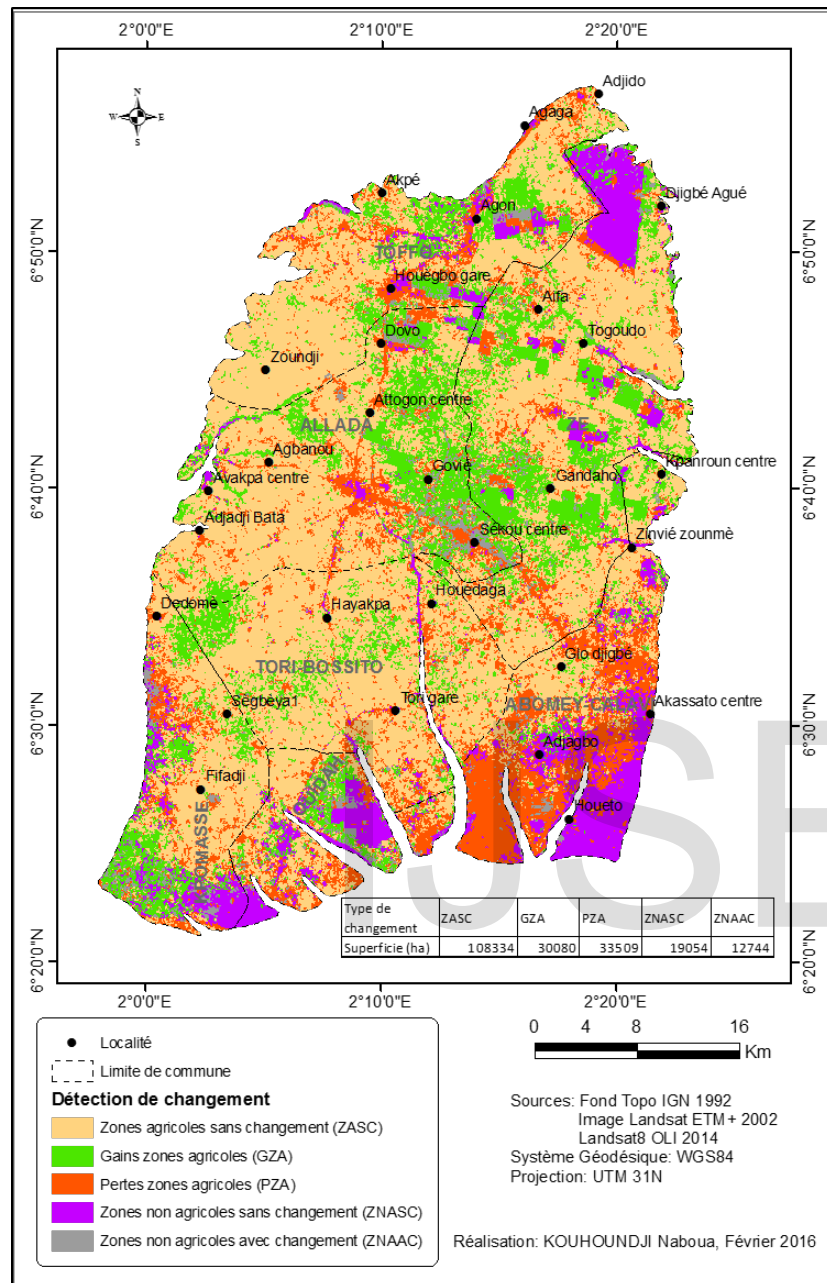 2°0'0"E 2°10'0"E 2°20'0"E
N
W E
S
Adjido
Agaga
Akpé
Djigbé Agué
Agon
6°50'0"N 6°50'0"N
TOFFO
Houegbo gare
Aïfa
Dovo
Togoudo
Zoundji
Attogon centre
ALLADA
ZE
Agbanou
Govié
Kpanroun centre
Avakpa centre
Gandaho
6°40'0"N 6°40'0"N
Adjadji Bata
Sékou centre
Zinvié zounmè
Dedomè
Hayakpa
Houedaga
TORI-BOSSITO
Glo djigbé
Segbeya1
Tori gare
ABOMEY-CALA
Akassato centre
6°30'0"N 6°30'0"N
Adjagbo
OUIDAH
Fifadji
Houeto
IJSE
Type de changement ZASC GZA PZA ZNASC ZNAAC
Superficie (ha) 108334 30080 33509 19054 12744
6°20'0"N 6°20'0"N
2°0'0"E 2°10'0"E 2°20'0"E
Localité
Limite de commune
Détection de changement
Zones agricoles sans changement (ZASC)
Gains zones agricoles (GZA)
Pertes zones agricoles (PZA)
Zones non agricoles sans changement (ZNASC)
Zones non agricoles avec changement (ZNAAC)
0 4 8 16
Km
Sources: Fond Topo IGN 1992
Image Landsat ETM+ 2002
Landsat8 OLI 2014
Système Géodésique: WGS84
Projection: UTM 31N
Réalisation: KOUHOUNDJI Naboua, Février 2016